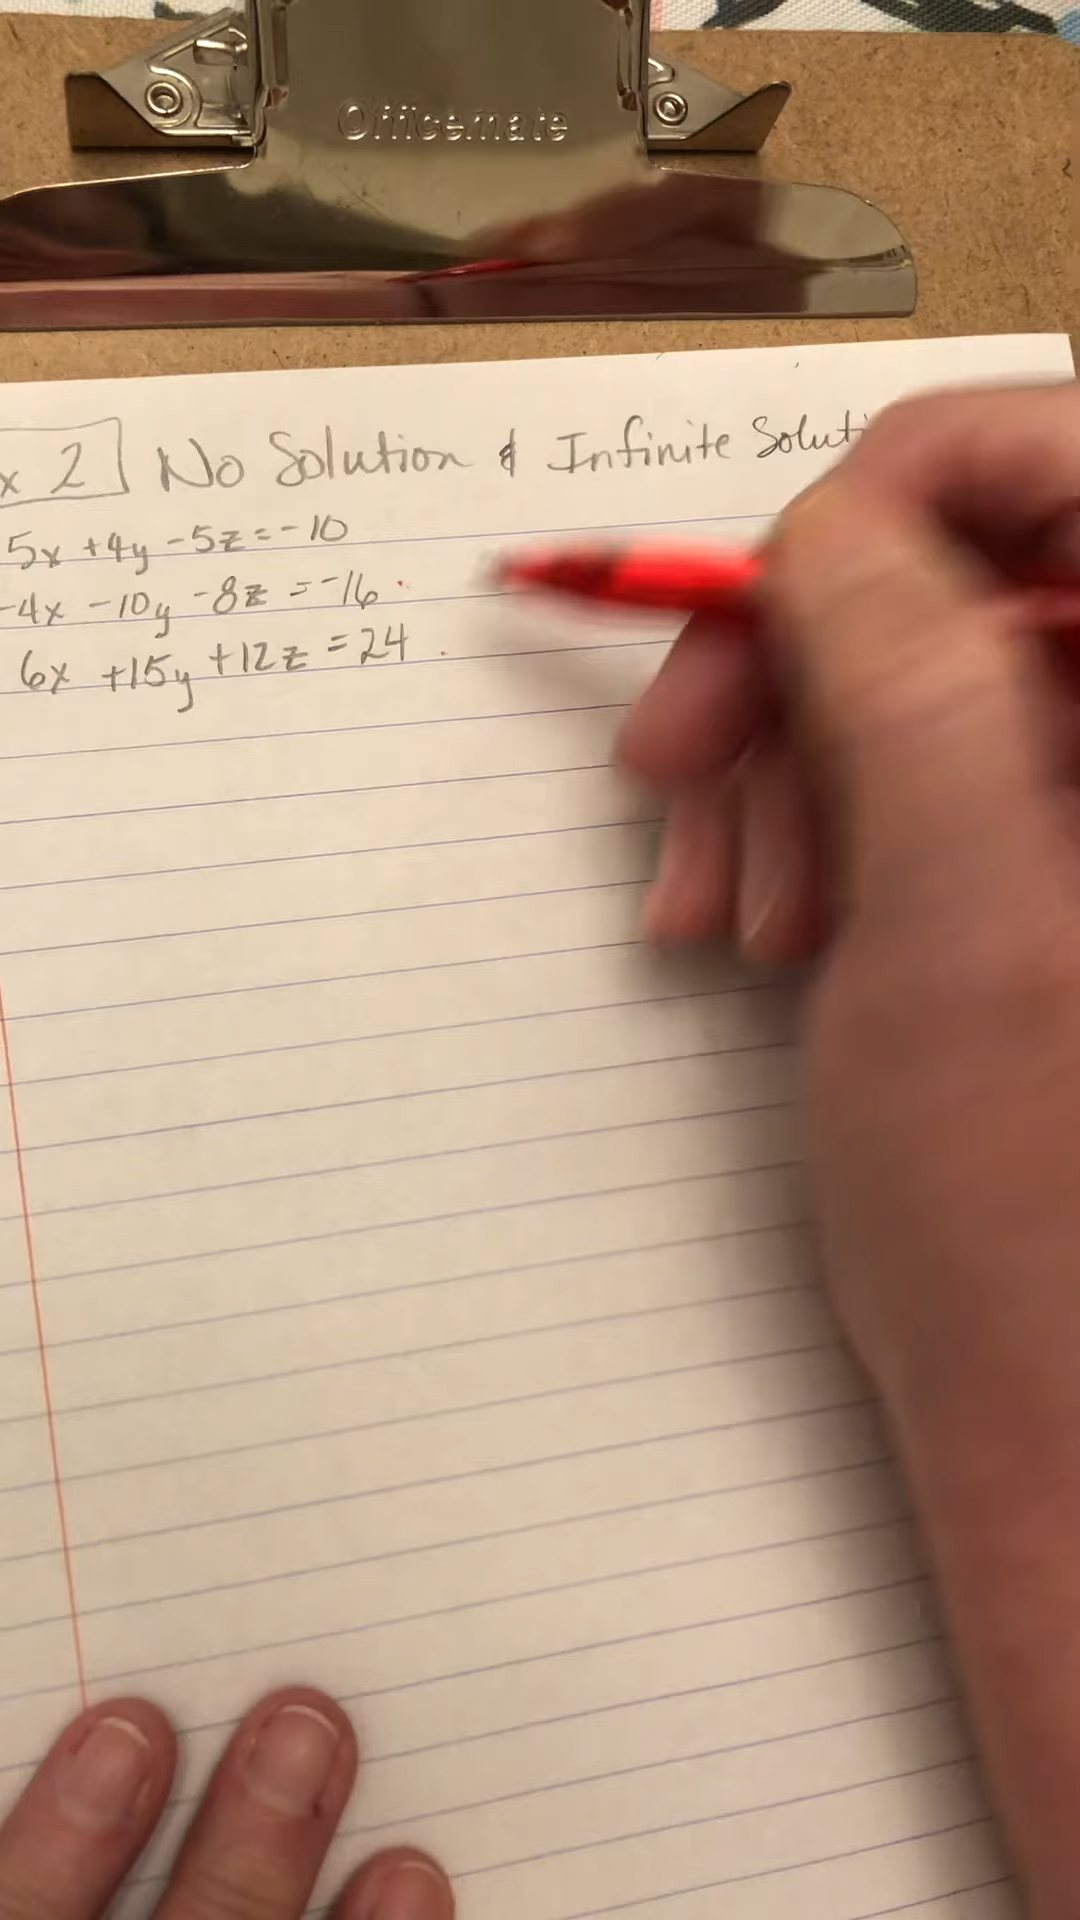 Officemate
x 2 No Solution & Infinite Soluti
5x +4y -5z = -10
-4x -10y -8z = -16
6x +15y +12z = 24